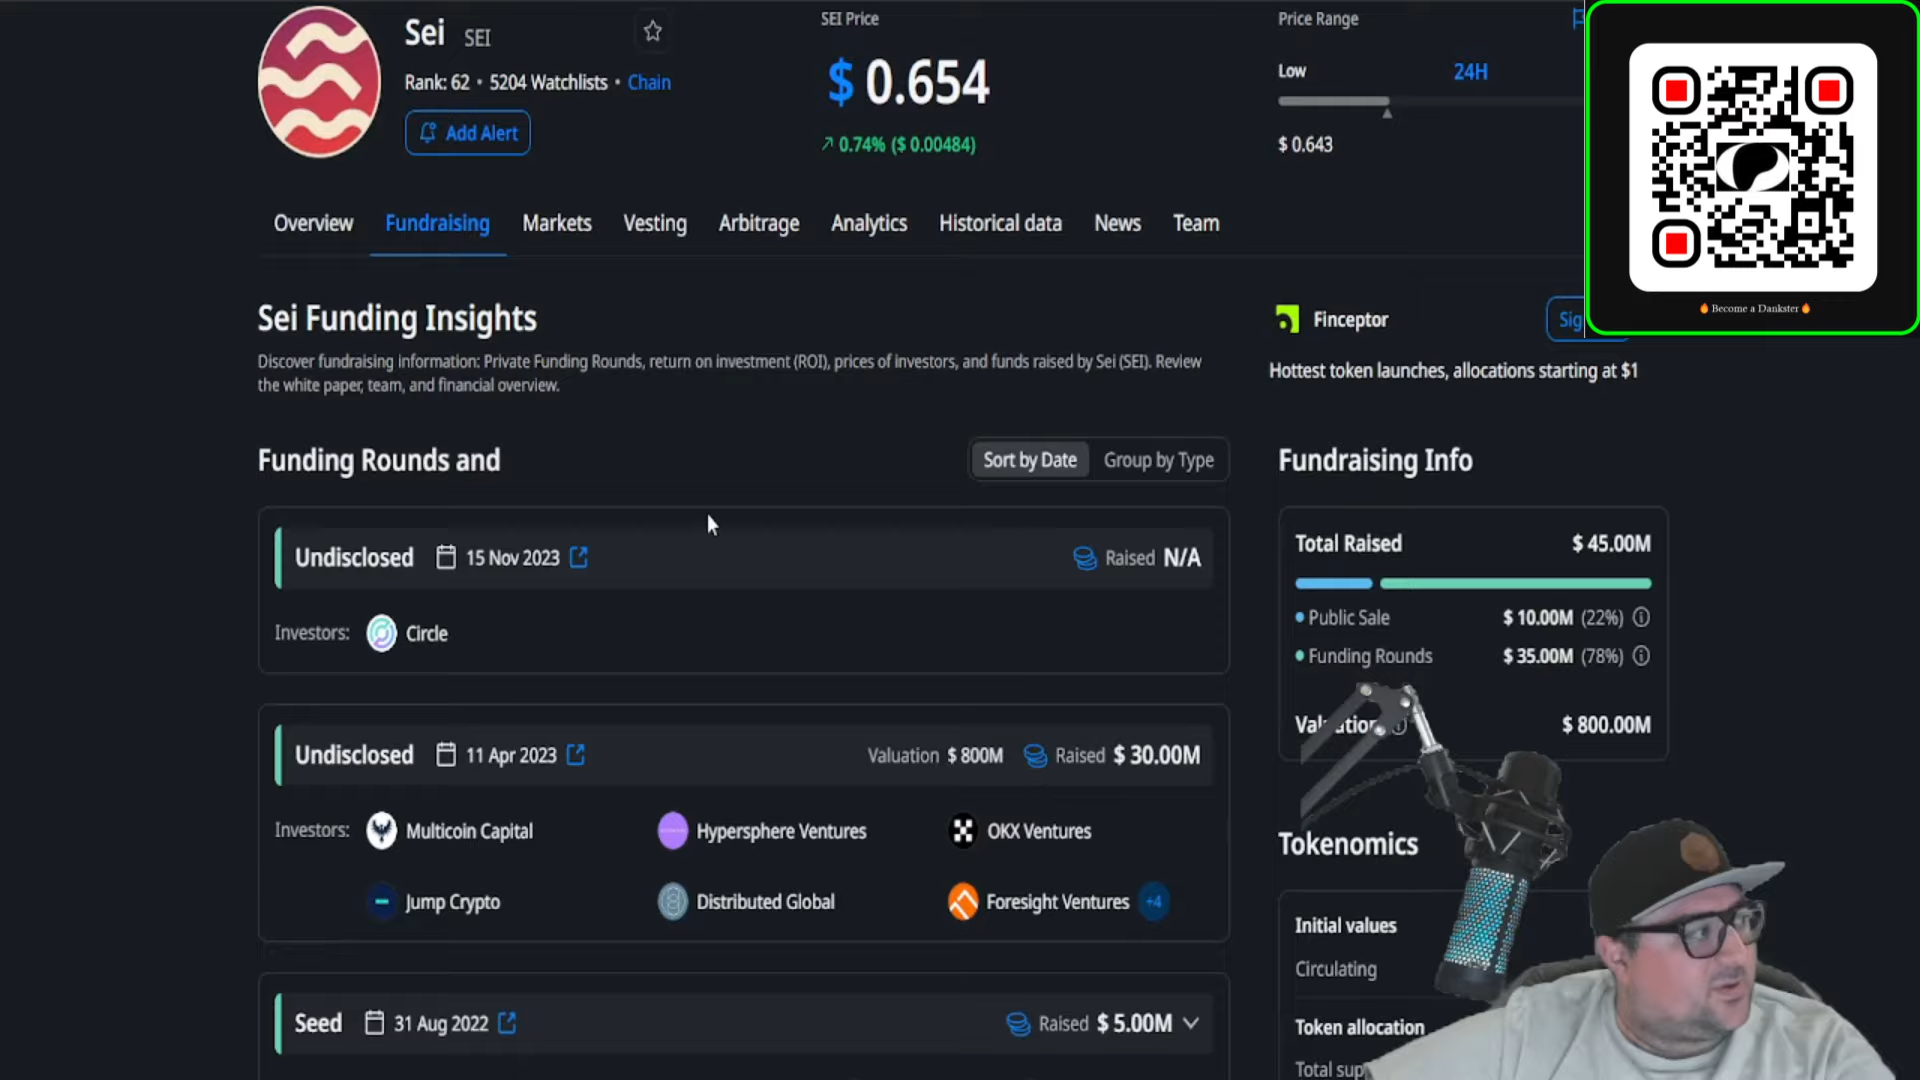 Sei SEI
Rank: 62 • 5204 Watchlists • Chain
Add Alert
SEI Price
$ 0.654
0.74% ($ 0.00484)
Price Range
Low 24H
$ 0.643
Become a Dankster
Overview Fundraising Markets Vesting Arbitrage Analytics Historical data News Team
Sei Funding Insights
Discover fundraising information: Private Funding Rounds, return on investment (ROI), prices of investors, and funds raised by Sei (SEI). Review
the white paper, team, and financial overview.
Finceptor
Sig
Hottest token launches, allocations starting at $1
Funding Rounds and
Sort by Date Group by Type
Undisclosed 15 Nov 2023 Raised N/A
Investors: Circle
Undisclosed 11 Apr 2023 Valuation $ 800M Raised $ 30.00M
Investors: Multicoin Capital Hypersphere Ventures OKX Ventures
Jump Crypto Distributed Global Foresight Ventures +4
Seed 31 Aug 2022 Raised $ 5.00M
Fundraising Info
Total Raised $ 45.00M
Public Sale $ 10.00M (22%)
Funding Rounds $ 35.00M (78%)
Valuation $ 800.00M
Tokenomics
Initial values
Circulating
Token allocation
Total sup